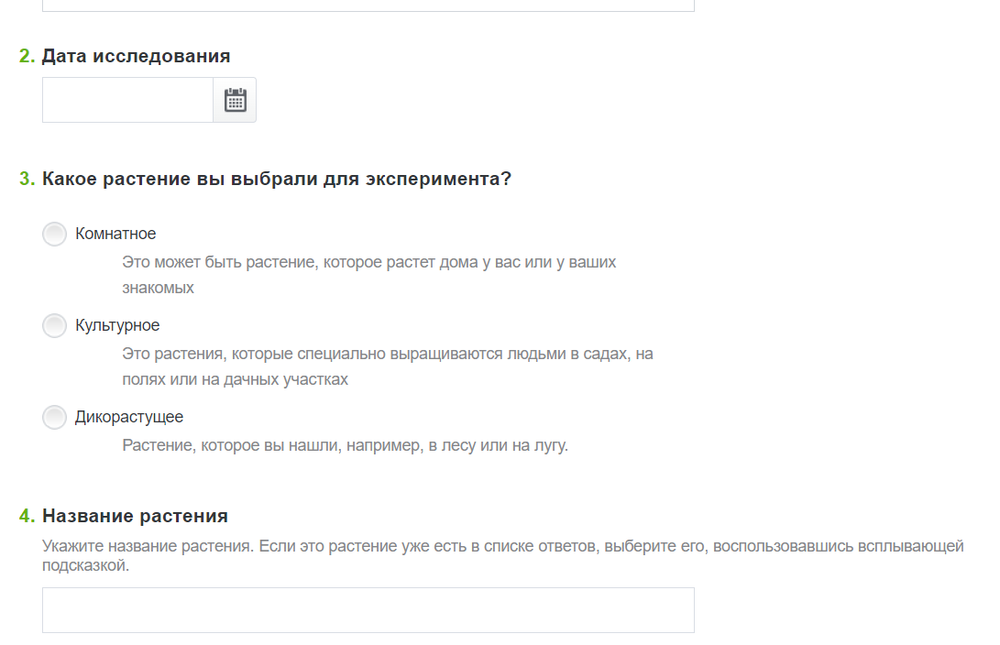 2. Дата исследования
3. Какое растение вы выбрали для эксперимента?
Комнатное
Это может быть растение, которое растет дома у вас или у ваших
знакомых
Культурное
Это растения, которые специально выращиваются людьми в садах, на
полях или на дачных участках
Дикорастущее
Растение, которое вы нашли, например, в лесу или на лугу.
4. Название растения
Укажите название растения. Если это растение уже есть в списке ответов, выберите его, воспользовавшись всплывающей
подсказкой.